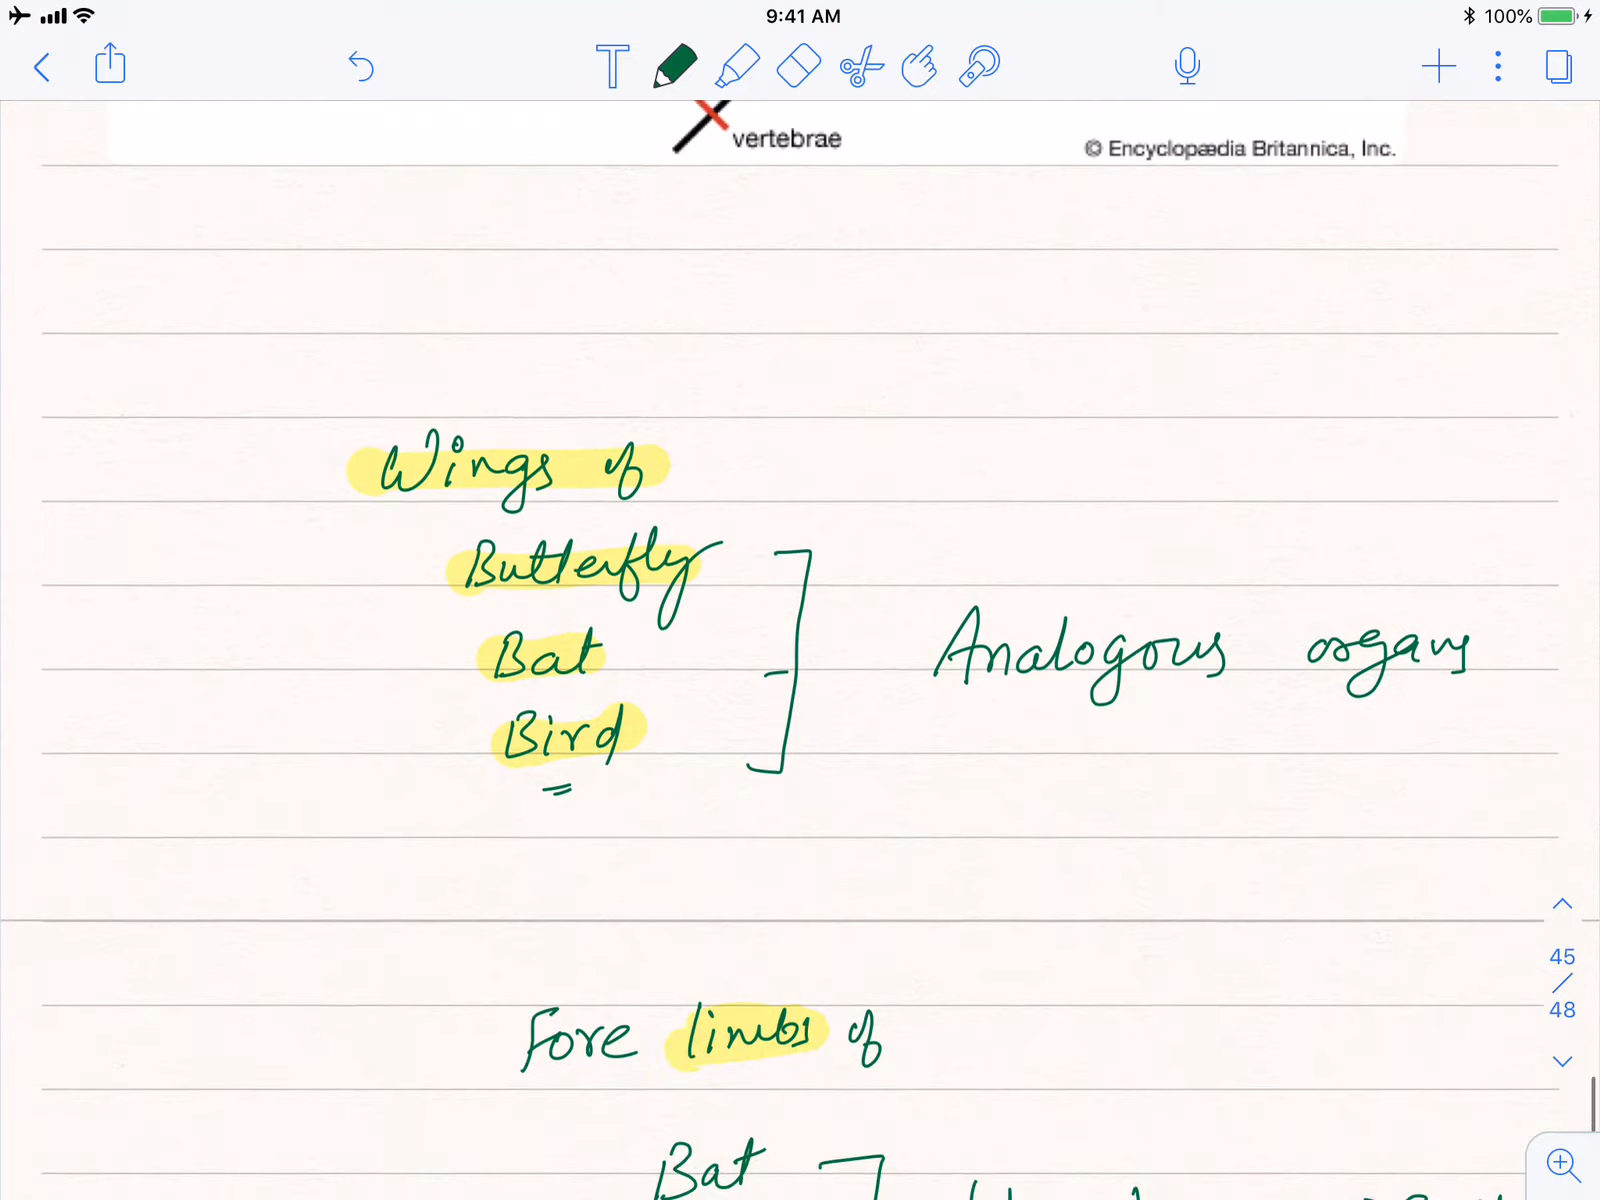 9:41 AM
100%
vertebrae
© Encyclopædia Britannica, Inc.
Wings of
Butterfly
Bat
Bird
Analogous organs
45
48
Fore limbs of
Bat